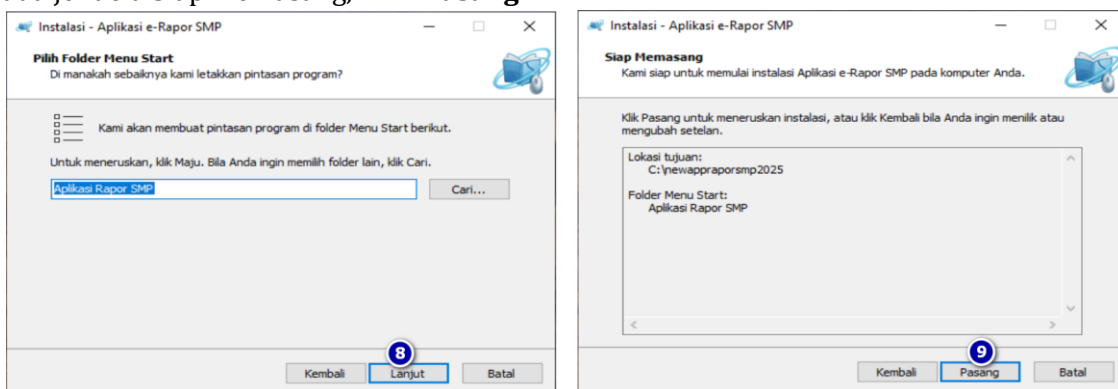 Instalasi - Aplikasi e-Rapor SMP
Pilih Folder Menu Start
Di manakah sebaiknya kami letakkan pintasan program?
Kami akan membuat pintasan program di folder Menu Start berikut.
Untuk meneruskan, klik Maju. Bila Anda ingin memilih folder lain, klik Cari.
Aplikasi Rapor SMP
Cari...
8
Kembali Lanjut Batal
Instalasi - Aplikasi e-Rapor SMP
Siap Memasang
Kami siap untuk memulai instalasi Aplikasi e-Rapor SMP pada komputer Anda.
Klik Pasang untuk meneruskan instalasi, atau klik Kembali bila Anda ingin menilik atau
mengubah setelan.
Lokasi tujuan:
C:\newappraporsmp2025
Folder Menu Start:
Aplikasi Rapor SMP
9
Kembali Pasang Batal